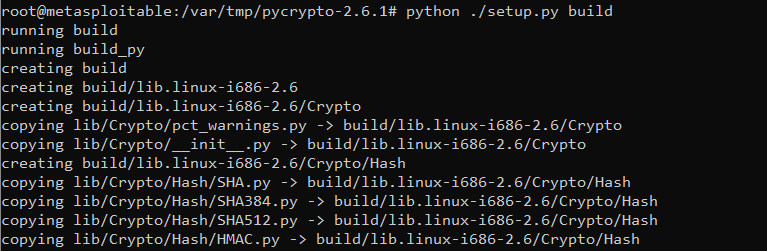 root@metasploitable:/var/tmp/pycrypto-2.6.1# python ./setup.py build
running build
running build_py
creating build
creating build/lib.linux-i686-2.6
creating build/lib.linux-i686-2.6/Crypto
copying lib/Crypto/pct_warnings.py -> build/lib.linux-i686-2.6/Crypto
copying lib/Crypto/__init__.py -> build/lib.linux-i686-2.6/Crypto
creating build/lib.linux-i686-2.6/Crypto/Hash
copying lib/Crypto/Hash/SHA.py -> build/lib.linux-i686-2.6/Crypto/Hash
copying lib/Crypto/Hash/SHA384.py -> build/lib.linux-i686-2.6/Crypto/Hash
copying lib/Crypto/Hash/SHA512.py -> build/lib.linux-i686-2.6/Crypto/Hash
copying lib/Crypto/Hash/HMAC.py -> build/lib.linux-i686-2.6/Crypto/Hash